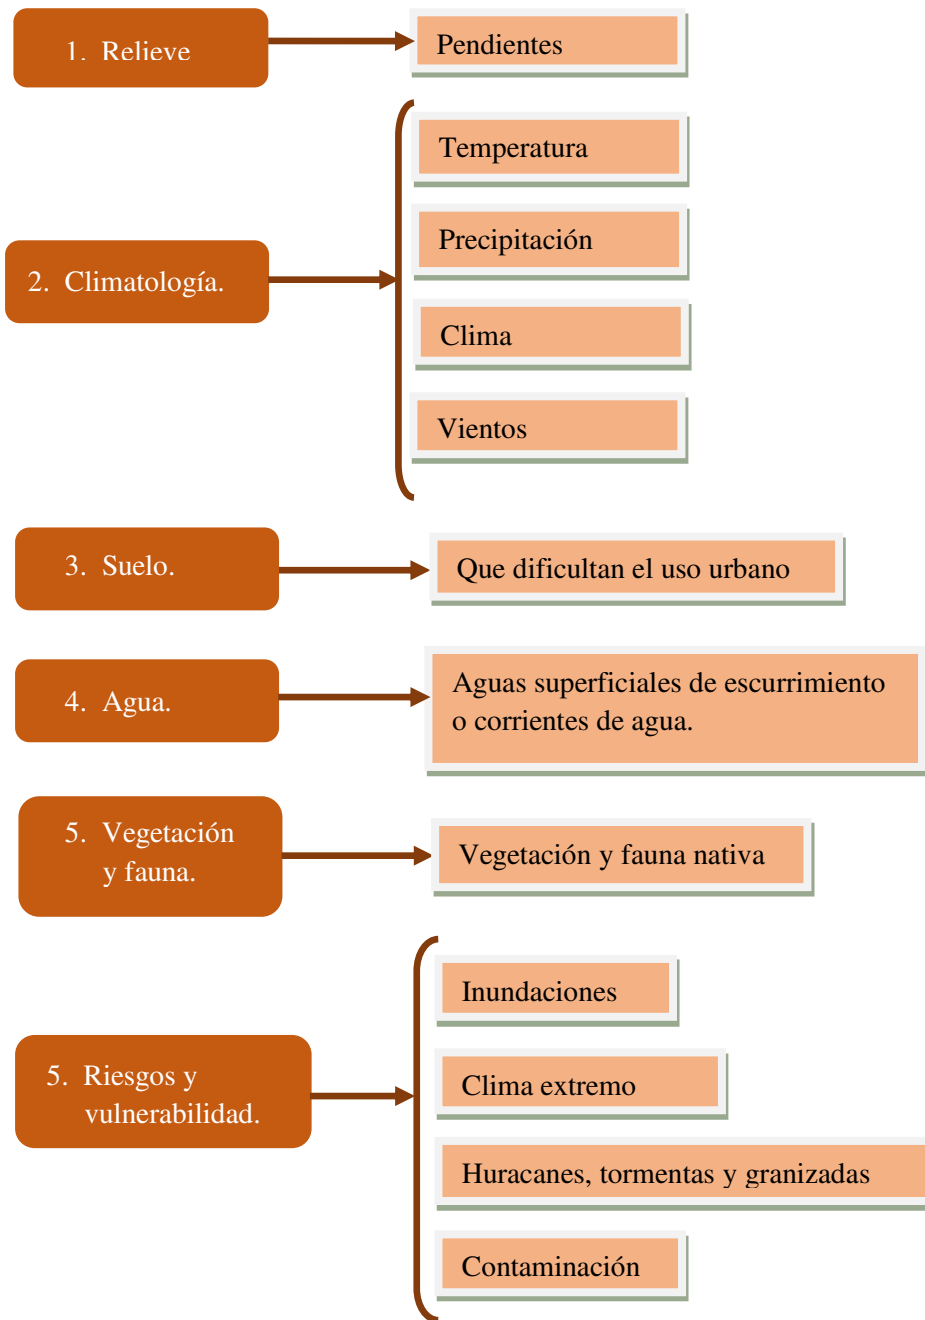 1. Relieve
Pendientes
Temperatura
Precipitación
2. Climatología.
Clima
Vientos
3. Suelo.
Que dificultan el uso urbano
4. Agua.
Aguas superficiales de escurrimiento
o corrientes de agua.
5. Vegetación
y fauna.
Vegetación y fauna nativa
Inundaciones
5. Riesgos y
vulnerabilidad.
Clima extremo
Huracanes, tormentas y granizadas
Contaminación